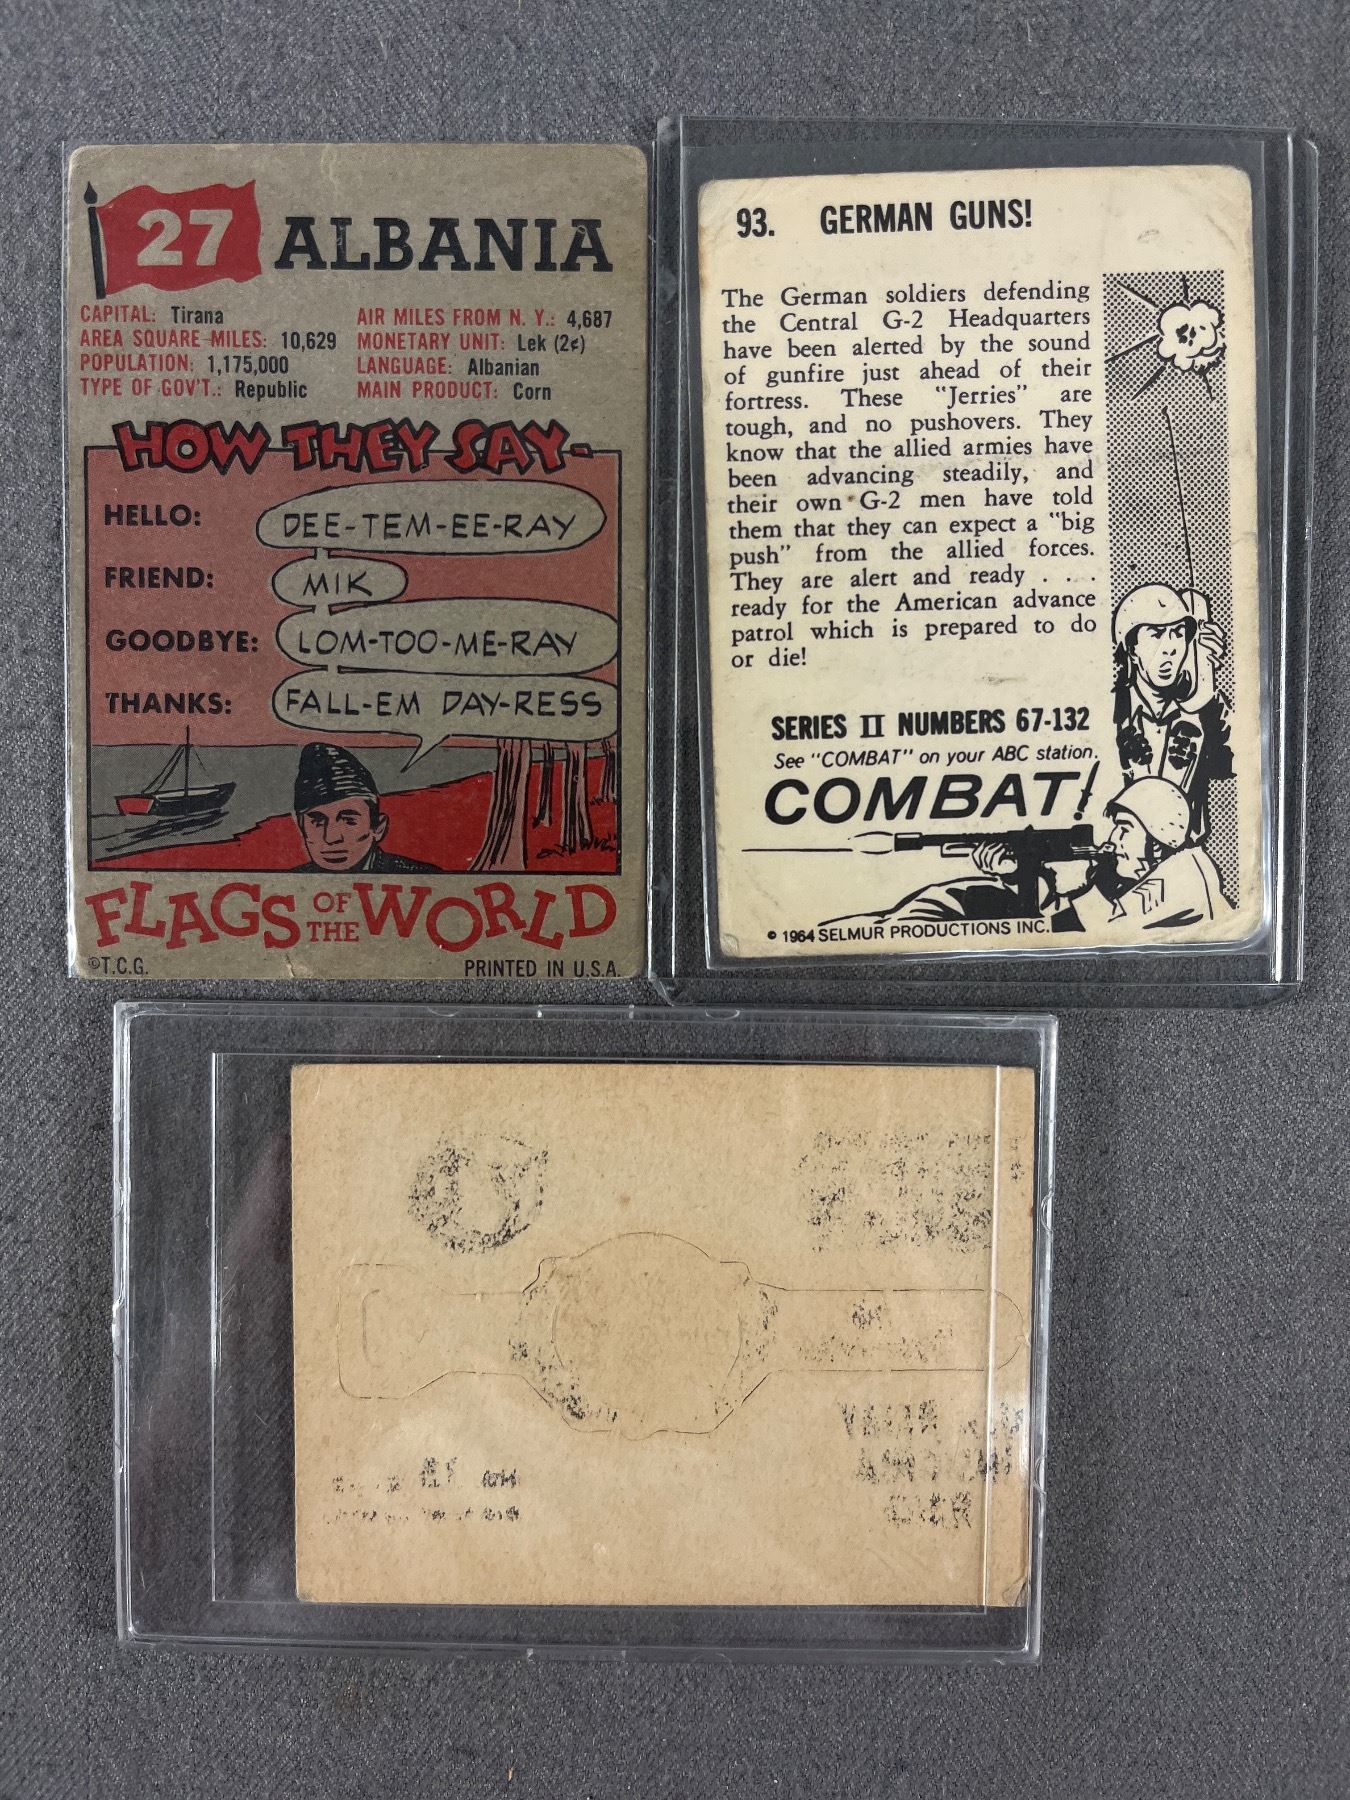 27 ALBANIA
CAPITAL: Tirana
AREA SQUARE MILES: 10,629
POPULATION: 1,175,000
TYPE OF GOV'T.: Republic
AIR MILES FROM N. Y.: 4,687
MONETARY UNIT: Lek (2¢)
LANGUAGE: Albanian
MAIN PRODUCT: Corn
HOW THEY SAY-
HELLO: DEE-TEM-EE-RAY
FRIEND: MIK
GOODBYE: LOM-TOO-ME-RAY
THANKS: FALL-EM DAY-RESS
FLAGS OF THE WORLD
©T.C.G. PRINTED IN U.S.A.
93. GERMAN GUNS!
The German soldiers defending
the Central G-2 Headquarters
have been alerted by the sound
of gunfire just ahead of their
fortress. These "Jerries" are
tough, and no pushovers. They
know that the allied armies have
been advancing steadily, and
their own G-2 men have told
them that they can expect a "big
push" from the allied forces.
They are alert and ready . . .
ready for the American advance
patrol which is prepared to do
or die!
SERIES II NUMBERS 67-132
See "COMBAT" on your ABC station.
COMBAT!
© 1964 SELMUR PRODUCTIONS INC.